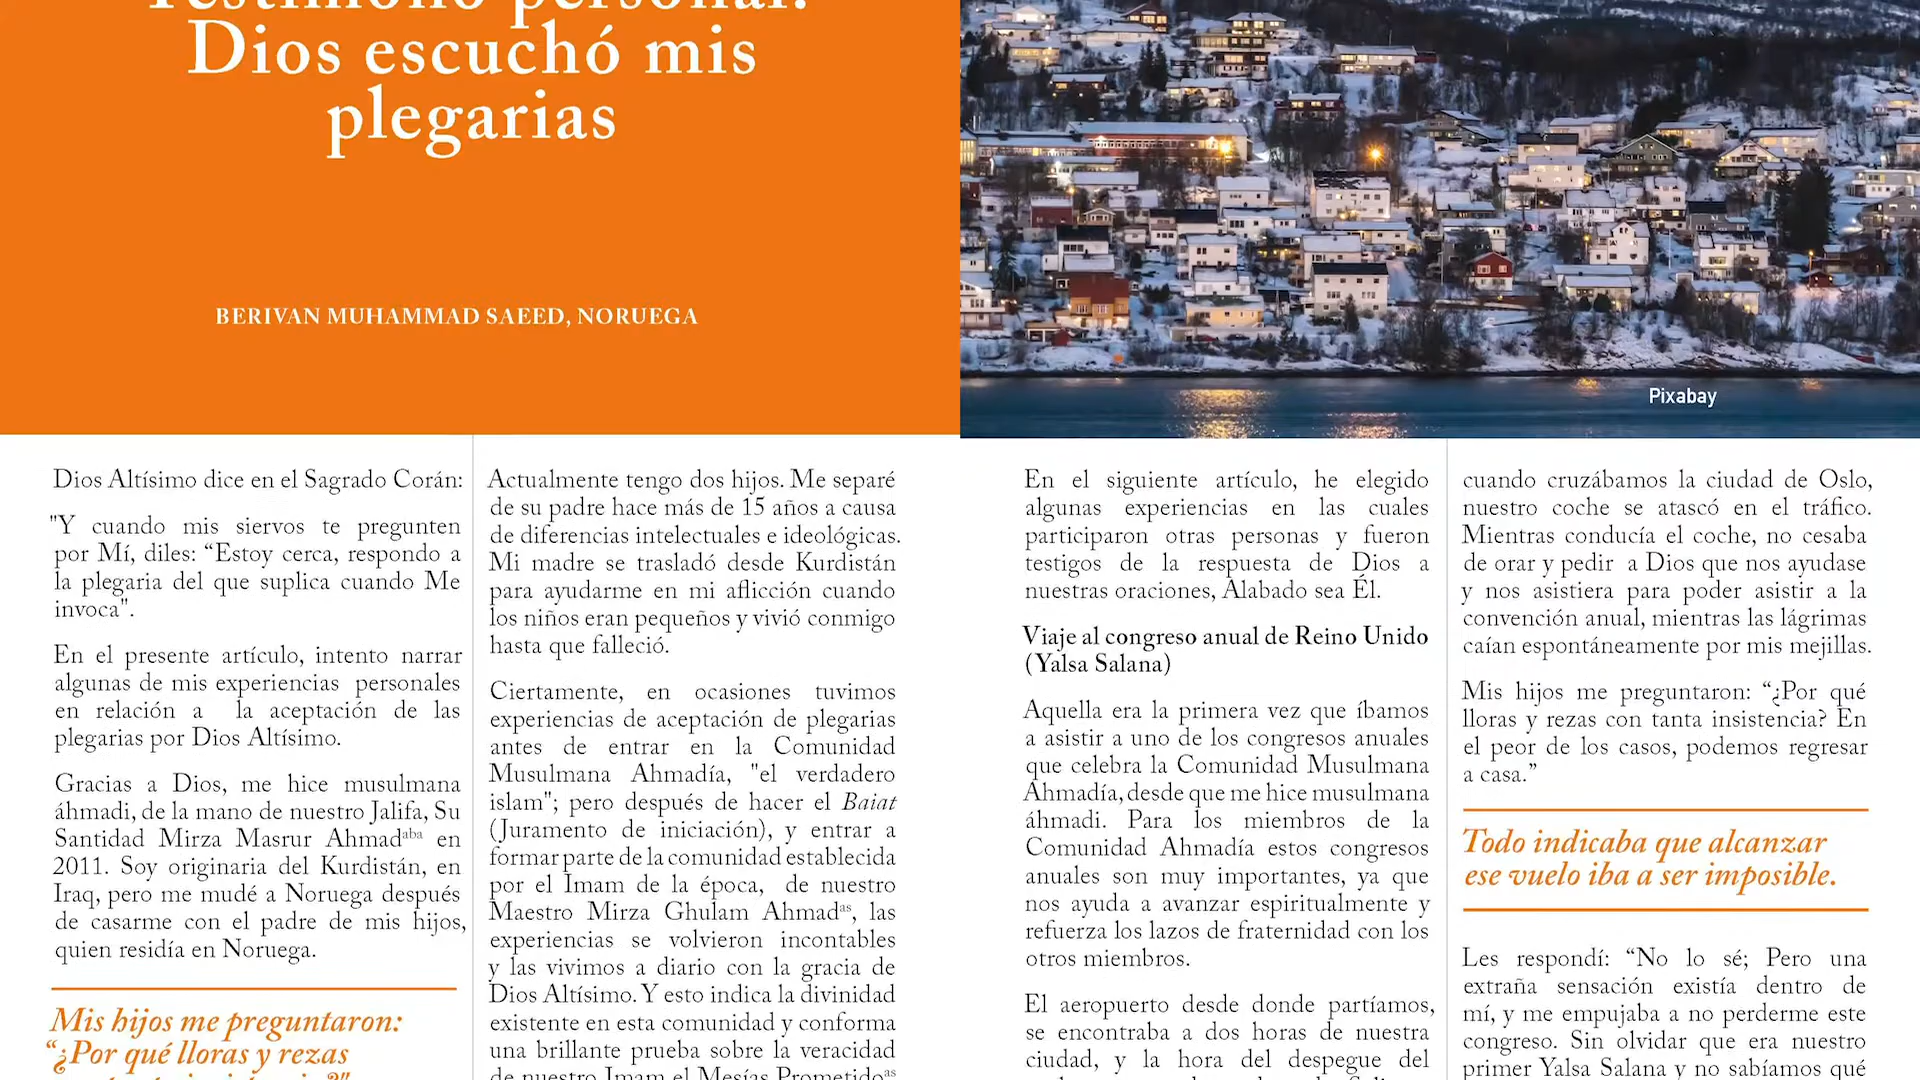 Testimonio personal:
Dios escuchó mis
plegarias
BERIVAN MUHAMMAD SAEED, NORUEGA
Pixabay
Dios Altísimo dice en el Sagrado Corán:
"Y cuando mis siervos te pregunten
por Mí, diles: “Estoy cerca, respondo a
la plegaria del que suplica cuando Me
invoca".
En el presente artículo, intento narrar
algunas de mis experiencias personales
en relación a la aceptación de las
plegarias por Dios Altísimo.
Gracias a Dios, me hice musulmana
áhmadi, de la mano de nuestro Jalifa, Su
Santidad Mirza Masrur Ahmadaba en
2011. Soy originaria del Kurdistán, en
Iraq, pero me mudé a Noruega después
de casarme con el padre de mis hijos,
quien residía en Noruega.
Mis hijos me preguntaron:
“¿Por qué lloras y rezas
Actualmente tengo dos hijos. Me separé
de su padre hace más de 15 años a causa
de diferencias intelectuales e ideológicas.
Mi madre se trasladó desde Kurdistán
para ayudarme en mi aflicción cuando
los niños eran pequeños y vivió conmigo
hasta que falleció.
Ciertamente, en ocasiones tuvimos
experiencias de aceptación de plegarias
antes de entrar en la Comunidad
Musulmana Ahmadía, "el verdadero
islam"; pero después de hacer el Baiat
(Juramento de iniciación), y entrar a
formar parte de la comunidad establecida
por el Imam de la época, de nuestro
Maestro Mirza Ghulam Ahmadas, las
experiencias se volvieron incontables
y las vivimos a diario con la gracia de
Dios Altísimo. Y esto indica la divinidad
existente en esta comunidad y conforma
una brillante prueba sobre la veracidad
de nuestro Imam el Mesías Prometidoas
En el siguiente artículo, he elegido
algunas experiencias en las cuales
participaron otras personas y fueron
testigos de la respuesta de Dios a
nuestras oraciones, Alabado sea Él.
Viaje al congreso anual de Reino Unido
(Yalsa Salana)
Aquella era la primera vez que íbamos
a asistir a uno de los congresos anuales
que celebra la Comunidad Musulmana
Ahmadía, desde que me hice musulmana
áhmadi. Para los miembros de la
Comunidad Ahmadía estos congresos
anuales son muy importantes, ya que
nos ayuda a avanzar espiritualmente y
refuerza los lazos de fraternidad con los
otros miembros.
El aeropuerto desde donde partíamos,
se encontraba a dos horas de nuestra
ciudad, y la hora del despegue del
cuando cruzábamos la ciudad de Oslo,
nuestro coche se atascó en el tráfico.
Mientras conducía el coche, no cesaba
de orar y pedir a Dios que nos ayudase
y nos asistiera para poder asistir a la
convención anual, mientras las lágrimas
caían espontáneamente por mis mejillas.
Mis hijos me preguntaron: “¿Por qué
lloras y rezas con tanta insistencia? En
el peor de los casos, podemos regresar
a casa.”
Todo indicaba que alcanzar
ese vuelo iba a ser imposible.
Les respondí: “No lo sé; Pero una
extraña sensación existía dentro de
mí, y me empujaba a no perderme este
congreso. Sin olvidar que era nuestro
primer Yalsa Salana y no sabíamos qué